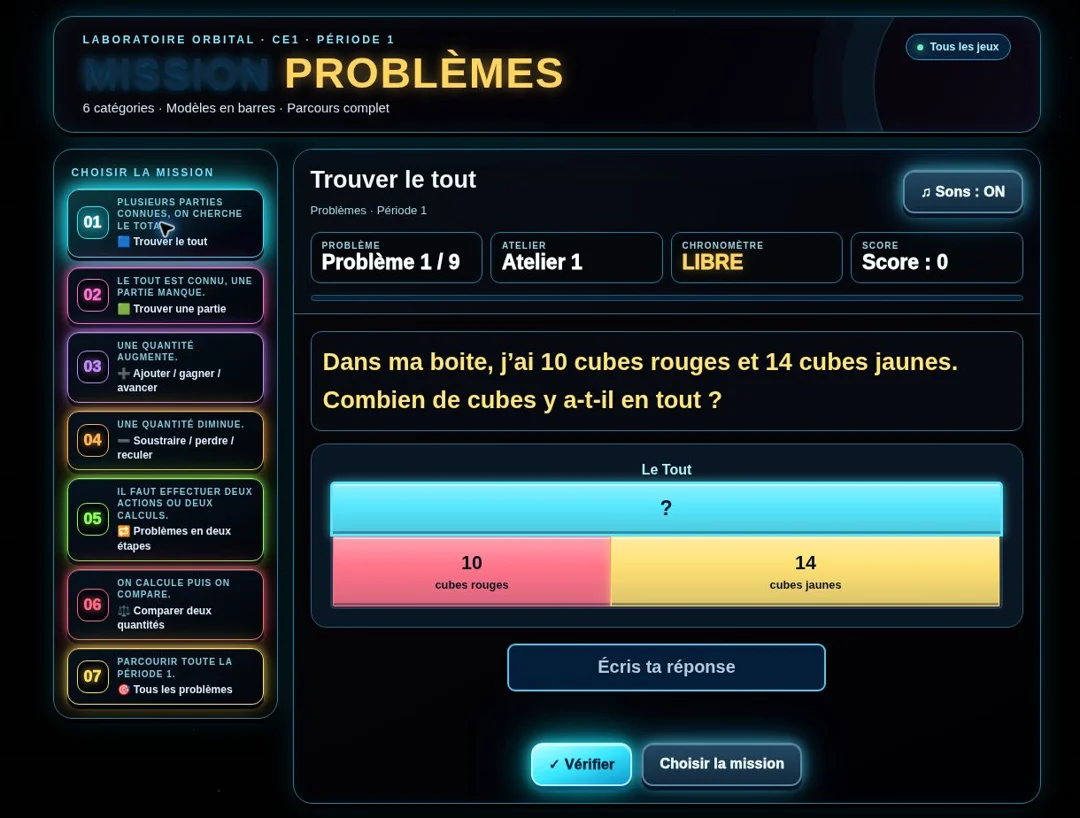 LABORATOIRE ORBITAL · CE1 · PÉRIODE 1
MISSION PROBLÈMES
6 catégories · Modèles en barres · Parcours complet
Tous les jeux
CHOISIR LA MISSION
01
PLUSIEURS PARTIES
CONNUES, ON CHERCHE
LE TOTAL
🟦 Trouver le tout
02
LE TOUT EST CONNU, UNE
PARTIE MANQUE.
🟩 Trouver une partie
03
UNE QUANTITÉ
AUGMENTE.
➕ Ajouter / gagner /
avancer
04
UNE QUANTITÉ DIMINUE.
➖ Soustraire / perdre /
reculer
05
IL FAUT EFFECTUER DEUX
ACTIONS OU DEUX
CALCULS.
🔁 Problèmes en deux
étapes
06
ON CALCULE PUIS ON
COMPARE.
⚖️ Comparer deux
quantités
07
PARCOURIR TOUTE LA
PÉRIODE 1.
🎯 Tous les problèmes
Trouver le tout
Problèmes · Période 1
♫ Sons : ON
PROBLÈME
Problème 1 / 9
ATELIER
Atelier 1
CHRONOMÈTRE
LIBRE
SCORE
Score : 0
Dans ma boite, j’ai 10 cubes rouges et 14 cubes jaunes.
Combien de cubes y a-t-il en tout ?
Le Tout
?
10
cubes rouges
14
cubes jaunes
Écris ta réponse
✓ Vérifier
Choisir la mission